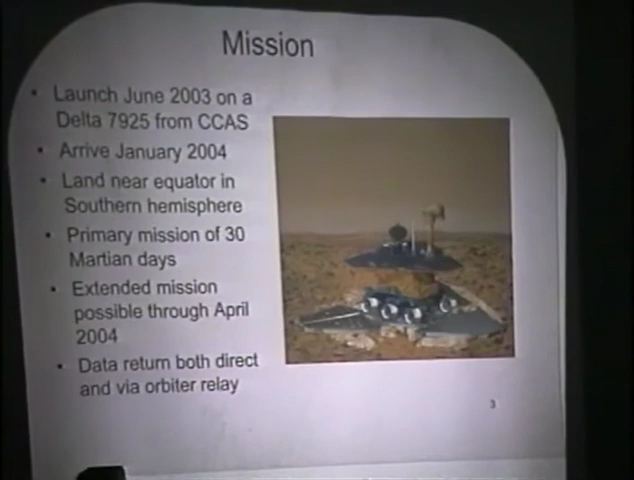 Mission
• Launch June 2003 on a
Delta 7925 from CCAS
• Arrive January 2004
• Land near equator in
Southern hemisphere
• Primary mission of 30
Martian days
• Extended mission
possible through April
2004
• Data return both direct
and via orbiter relay
3